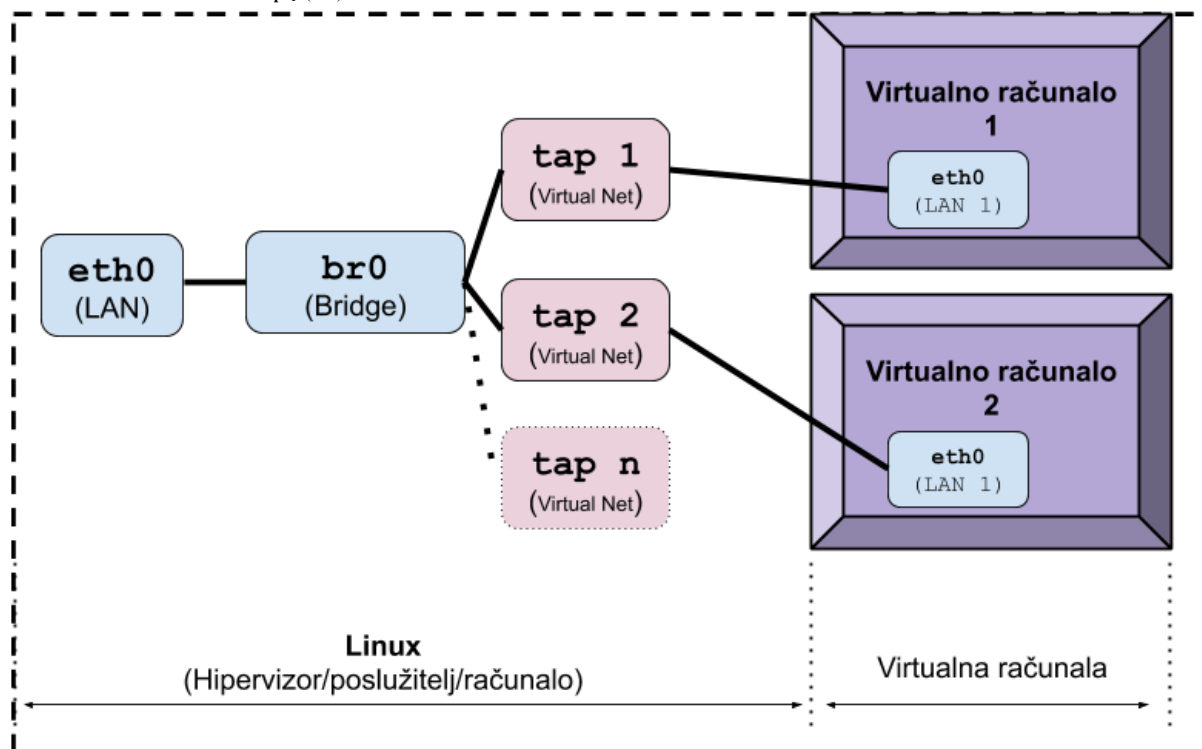 eth0
(LAN)
br0
(Bridge)
tap 1
(Virtual Net)
tap 2
(Virtual Net)
tap n
(Virtual Net)
Virtualno računalo
1
eth0
(LAN 1)
Virtualno računalo
2
eth0
(LAN 1)
Linux
(Hipervizor/poslužitelj/računalo)
Virtualna računala